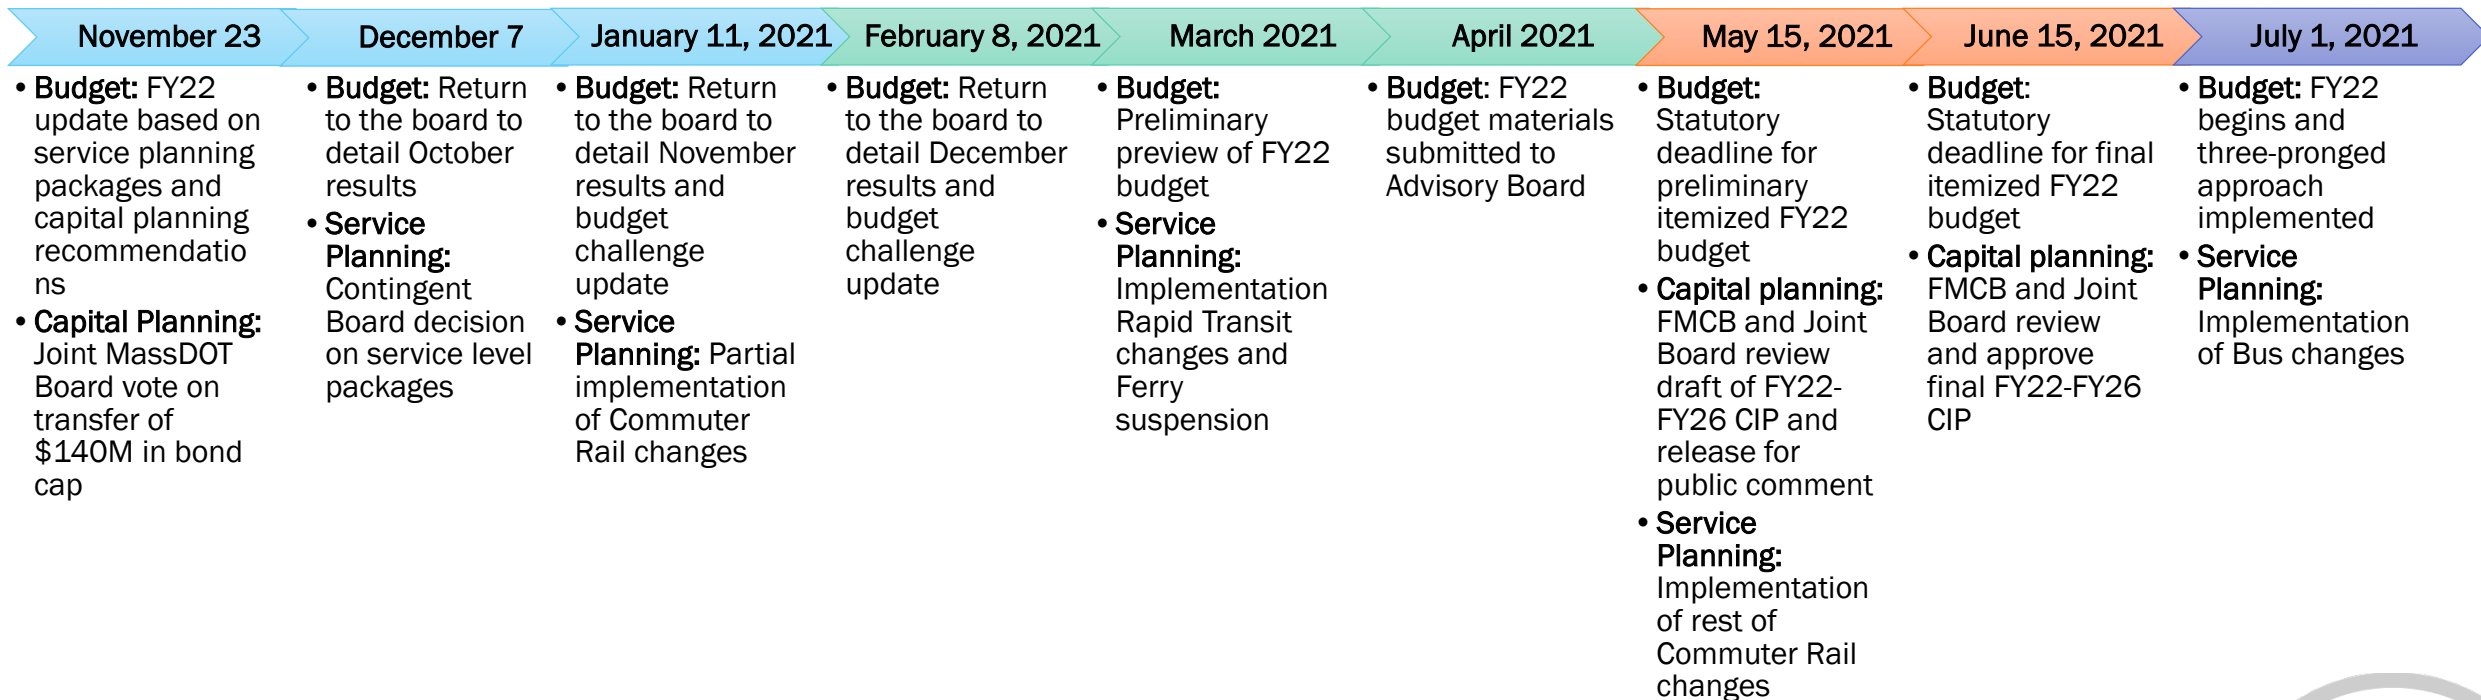 November 23
• Budget: FY22
update based on
service planning
packages and
capital planning
recommendatio
ns
• Capital Planning:
Joint MassDOT
Board vote on
transfer of
$140M in bond
cap
December 7
• Budget: Return
to the board to
detail October
results
• Service
Planning:
Contingent
Board decision
on service level
packages
January 11, 2021
• Budget: Return
to the board to
detail November
results and
budget
challenge
update
• Service
Planning: Partial
implementation
of Commuter
Rail changes
February 8, 2021
• Budget: Return
to the board to
detail December
results and
budget
challenge
update
March 2021
• Budget:
Preliminary
preview of FY22
budget
• Service
Planning:
Implementation
Rapid Transit
changes and
Ferry
suspension
April 2021
• Budget: FY22
budget materials
submitted to
Advisory Board
May 15, 2021
• Budget:
Statutory
deadline for
preliminary
itemized FY22
budget
• Capital planning:
FMCB and Joint
Board review
draft of FY22-
FY26 CIP and
release for
public comment
• Service
Planning:
Implementation
of rest of
Commuter Rail
changes
June 15, 2021
• Budget:
Statutory
deadline for final
itemized FY22
budget
• Capital planning:
FMCB and Joint
Board review
and approve
final FY22-FY26
CIP
July 1, 2021
• Budget: FY22
begins and
three-pronged
approach
implemented
• Service
Planning:
Implementation
of Bus changes